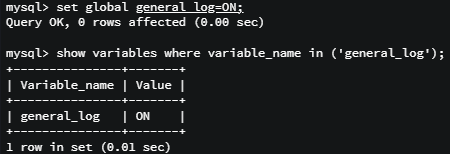 mysql> set global general_log=ON;
Query OK, 0 rows affected (0.00 sec)
mysql> show variables where variable_name in ('general_log');
+---------------+-------+
| Variable_name | Value |
+---------------+-------+
| general_log   | ON    |
+---------------+-------+
1 row in set (0.01 sec)